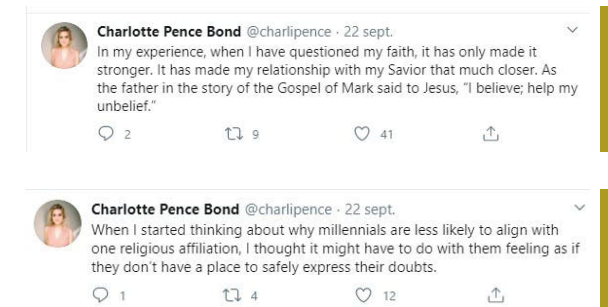 Charlotte Pence Bond @charlipence · 22 sept.
In my experience, when I have questioned my faith, it has only made it
stronger. It has made my relationship with my Savior that much closer. As
the father in the story of the Gospel of Mark said to Jesus, "I believe; help my
unbelief."
2 9 41
Charlotte Pence Bond @charlipence · 22 sept.
When I started thinking about why millennials are less likely to align with
one religious affiliation, I thought it might have to do with them feeling as if
they don't have a place to safely express their doubts.
1 4 12